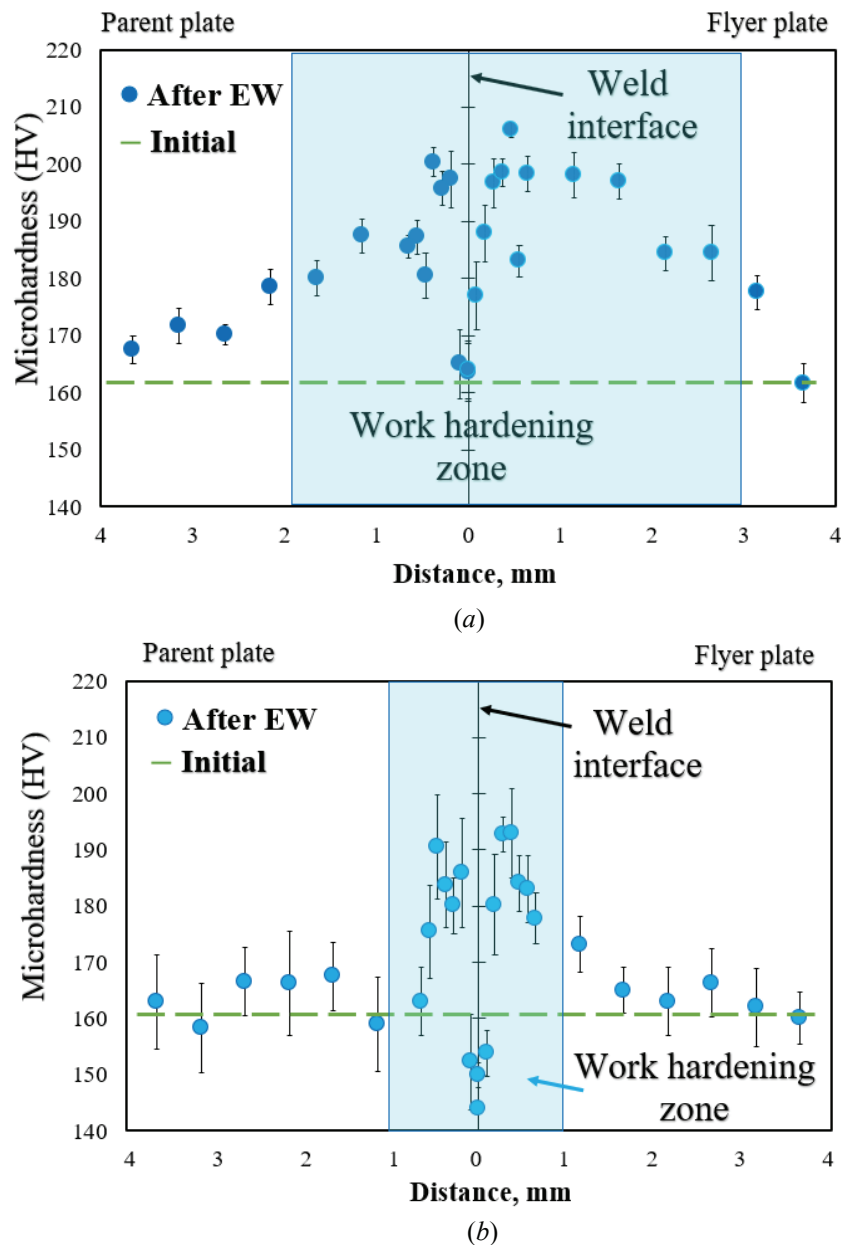 Parent plate Flyer plate
220
210
200
190
180
170
160
150
140
Microhardness (HV)
After EW
Initial
Weld
interface
Work hardening
zone
4 3 2 1 0 1 2 3 4
Distance, mm
(a)
Parent plate Flyer plate
220
210
200
190
180
170
160
150
140
Microhardness (HV)
After EW
Initial
Weld
interface
Work hardening
zone
4 3 2 1 0 1 2 3 4
Distance, mm
(b)